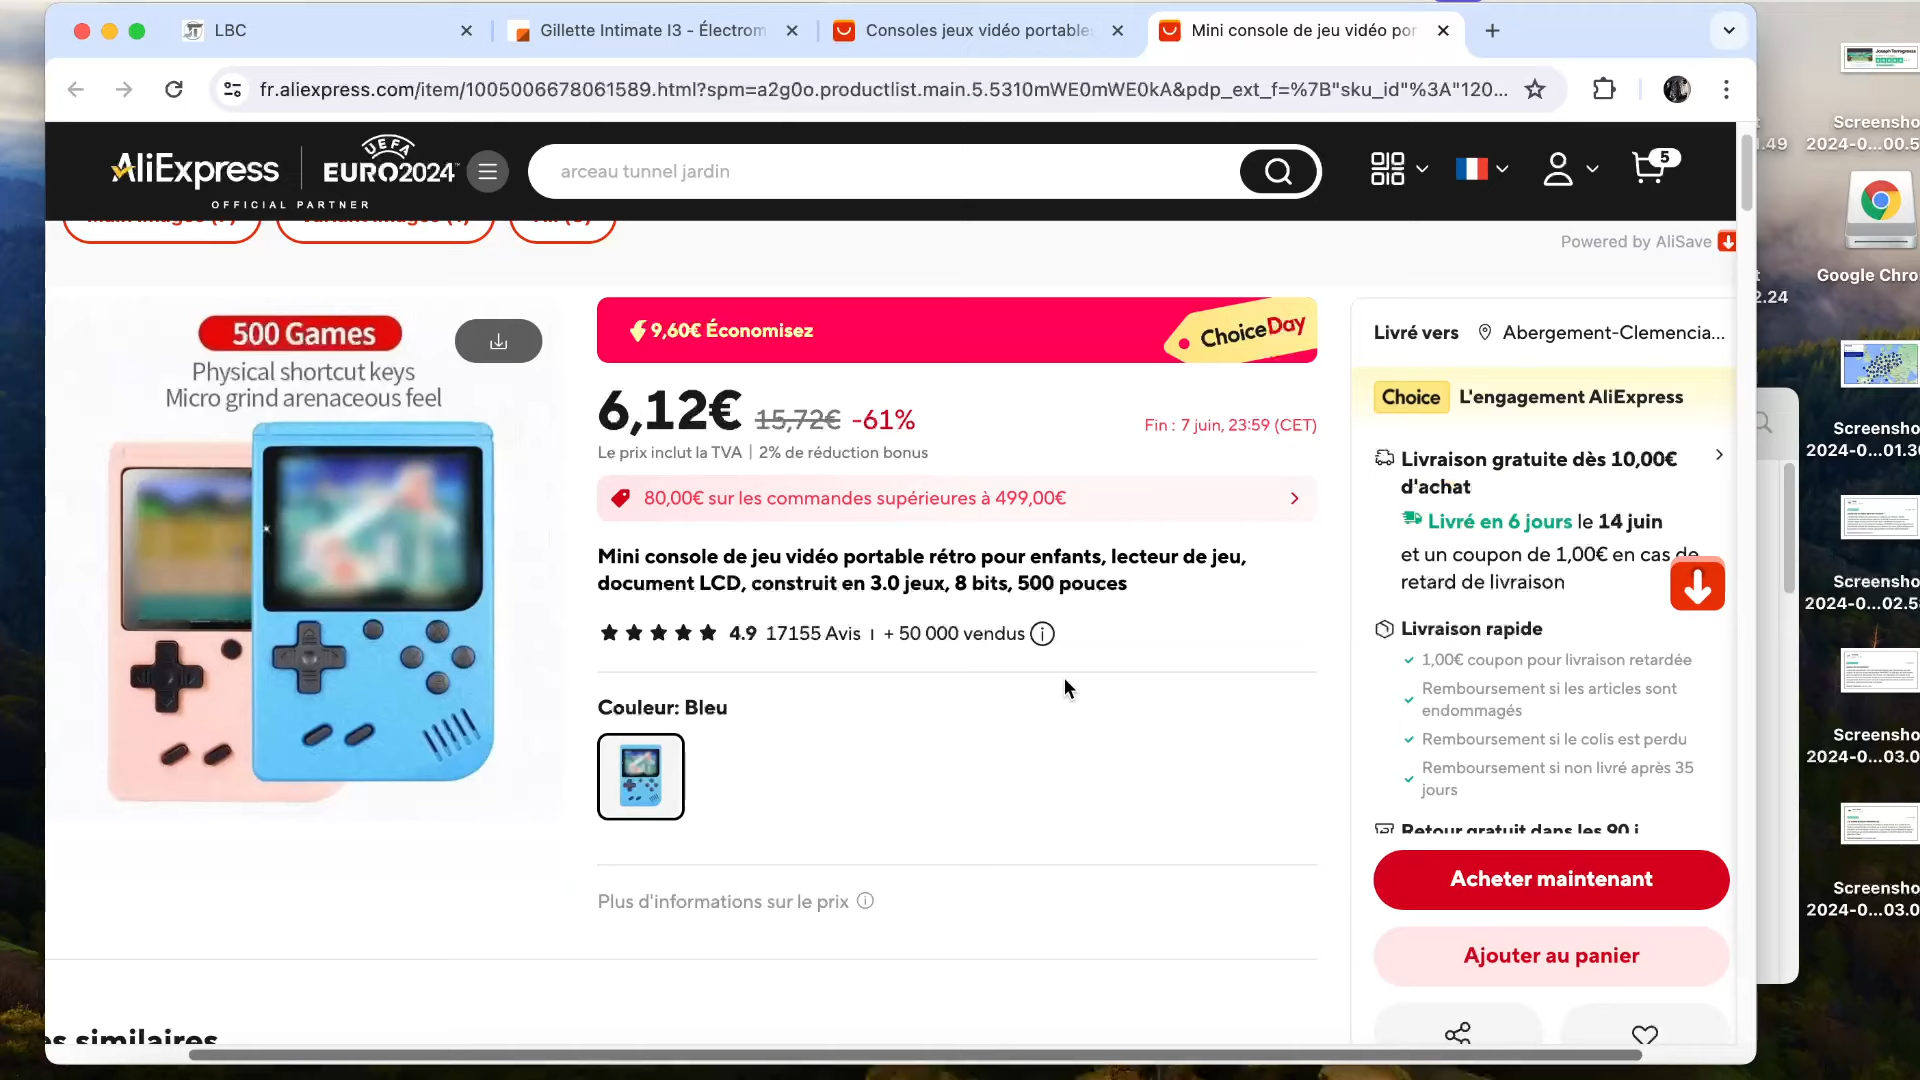 LBC
Gillette Intimate I3 - Électrom
Consoles jeux vidéo portable
Mini console de jeu vidéo por
fr.aliexpress.com/item/1005006678061589.html?spm=a2g0o.productlist.main.5.5310mWE0mWE0kA&pdp_ext_f=%7B"sku_id"%3A"120...
AliExpress
UEFA
EURO2024
OFFICIAL PARTNER
arceau tunnel jardin
5
Powered by AliSave
500 Games
Physical shortcut keys
Micro grind arenaceous feel
9,60€ Économisez
ChoiceDay
6,12€ 15,72€ -61%
Fin : 7 juin, 23:59 (CET)
Le prix inclut la TVA | 2% de réduction bonus
80,00€ sur les commandes supérieures à 499,00€
Mini console de jeu vidéo portable rétro pour enfants, lecteur de jeu,
document LCD, construit en 3.0 jeux, 8 bits, 500 pouces
4.9 17155 Avis + 50 000 vendus
Couleur: Bleu
Plus d'informations sur le prix
es similaires
Livré vers Abergement-Clemencia...
Choice L'engagement AliExpress
Livraison gratuite dès 10,00€
d'achat
Livré en 6 jours le 14 juin
et un coupon de 1,00€ en cas de
retard de livraison
Livraison rapide
1,00€ coupon pour livraison retardée
Remboursement si les articles sont
endommagés
Remboursement si le colis est perdu
Remboursement si non livré après 35
jours
Retour gratuit dans les 90 j
Acheter maintenant
Ajouter au panier
Screensho
2024-0...00.5
.49
Google Chro
2.24
Screensho
2024-0...01.30
Screensho
2024-0...02.5
Screensho
2024-0...03.0
Screensho
2024-0...03.0